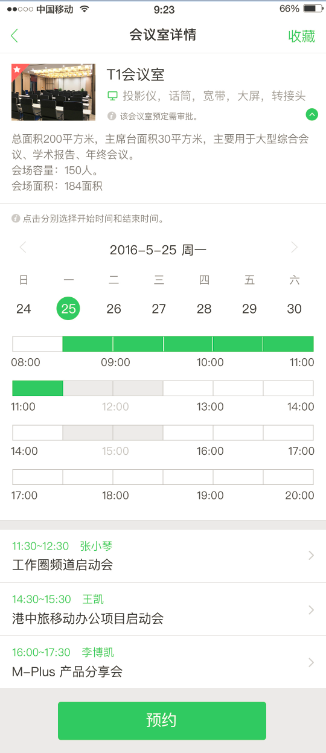 中国移动 9:23 66%
会议室详情 收藏
T1会议室
投影仪，话筒，宽带，大屏，转接头
该会议室预定需审批。
总面积200平方米，主席台面积30平方米，主要用于大型综合会
议、学术报告、年终会议。
会场容量：150人。
会场面积：184面积
点击分别选择开始时间和结束时间。
2016-5-25 周一
日 一 二 三 四 五 六
24 25 26 27 28 29 30
08:00 09:00 10:00 11:00
11:00 12:00 13:00 14:00
14:00 15:00 16:00 17:00
17:00 18:00 19:00 20:00
11:30~12:30 张小琴
工作圈频道启动会
14:30~15:30 王凯
港中旅移动办公项目启动会
16:00~17:30 李博凯
M-Plus 产品分享会
预约